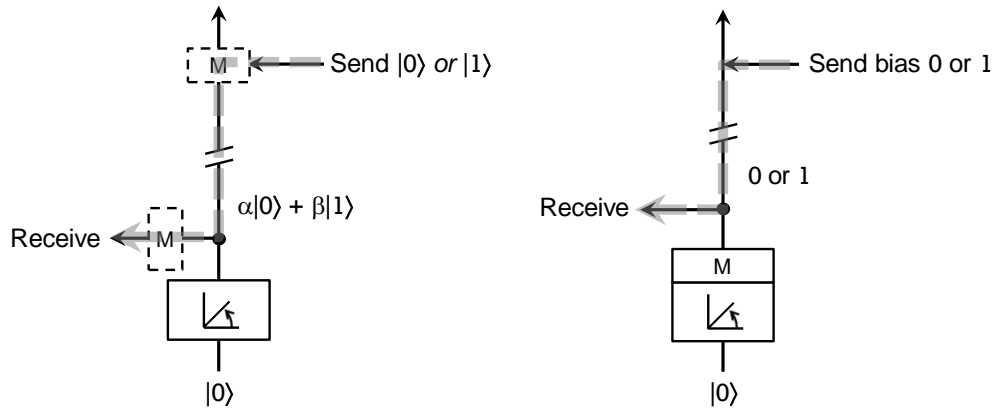 M
Send |0⟩ or |1⟩
α|0⟩ + β|1⟩
Receive
M
|0⟩
Send bias 0 or 1
0 or 1
Receive
M
|0⟩